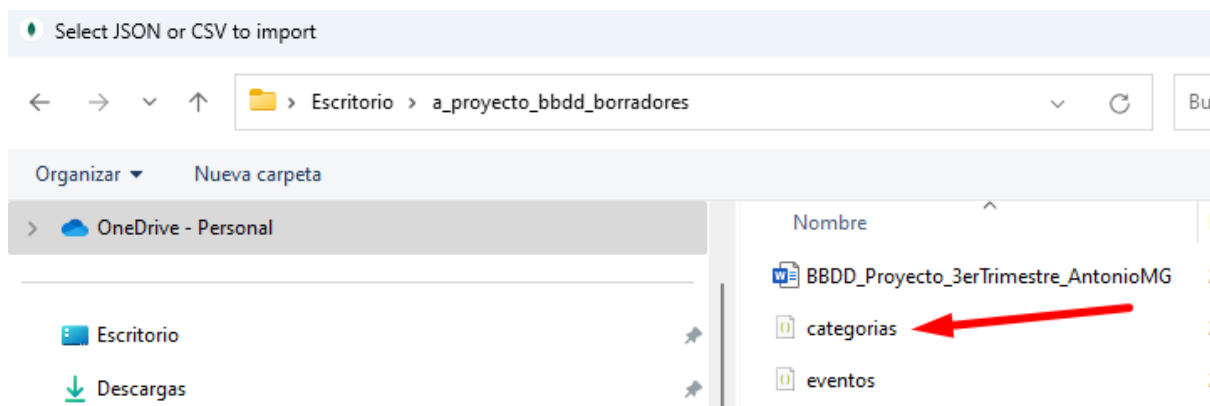 Select JSON or CSV to import
Escritorio > a_proyecto_bbdd_borradores
Bu
Organizar
Nueva carpeta
OneDrive - Personal
Nombre
BBDD_Proyecto_3erTrimestre_AntonioMG
Escritorio
categorias
Descargas
eventos